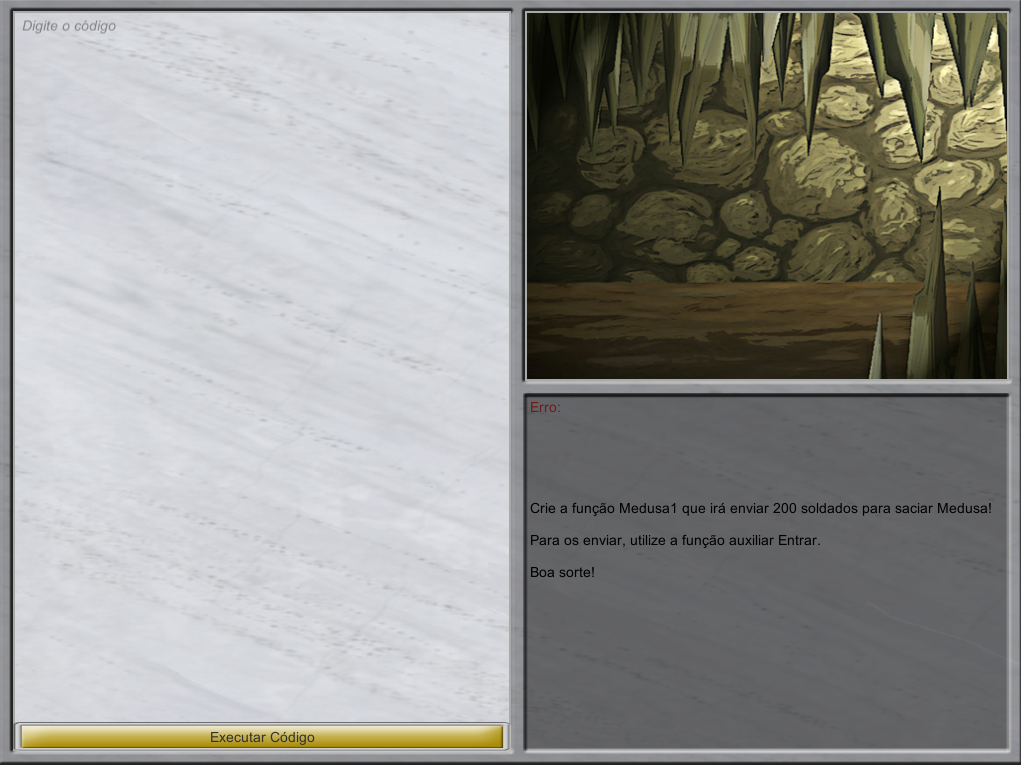 Digite o código
Executar Código
Erro:
Crie a função Medusa1 que irá enviar 200 soldados para saciar Medusa!
Para os enviar, utilize a função auxiliar Entrar.
Boa sorte!